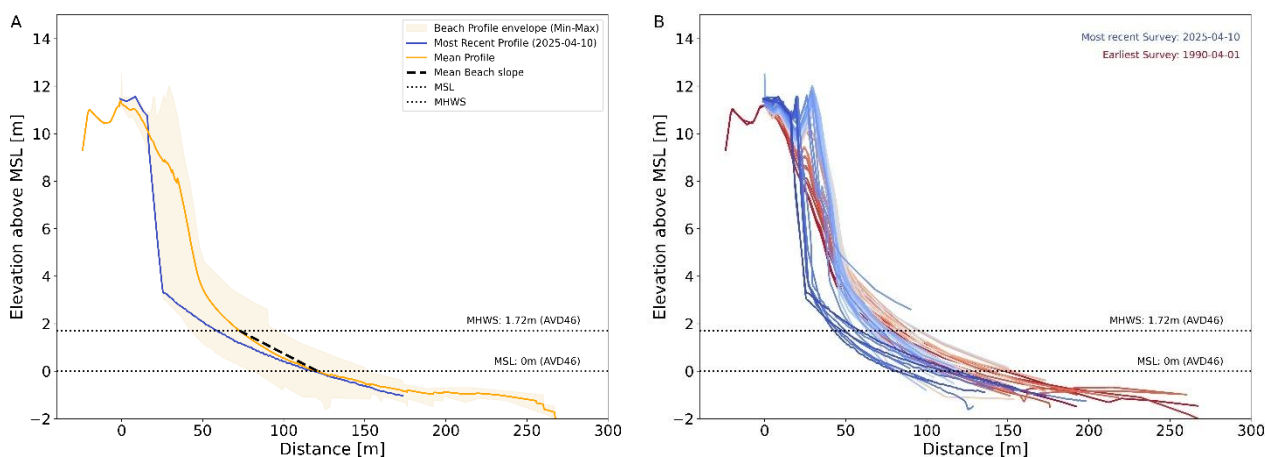 A
14
12
10
8
6
4
2
0
−2
Elevation above MSL [m]
Beach Profile envelope (Min-Max)
Most Recent Profile (2025-04-10)
Mean Profile
Mean Beach slope
MSL
MHWS
MHWS: 1.72m (AVD46)
MSL: 0m (AVD46)
0 50 100 150 200 250 300
Distance [m]
B
14
12
10
8
6
4
2
0
−2
Elevation above MSL [m]
Most recent Survey: 2025-04-10
Earliest Survey: 1990-04-01
MHWS: 1.72m (AVD46)
MSL: 0m (AVD46)
0 50 100 150 200 250 300
Distance [m]